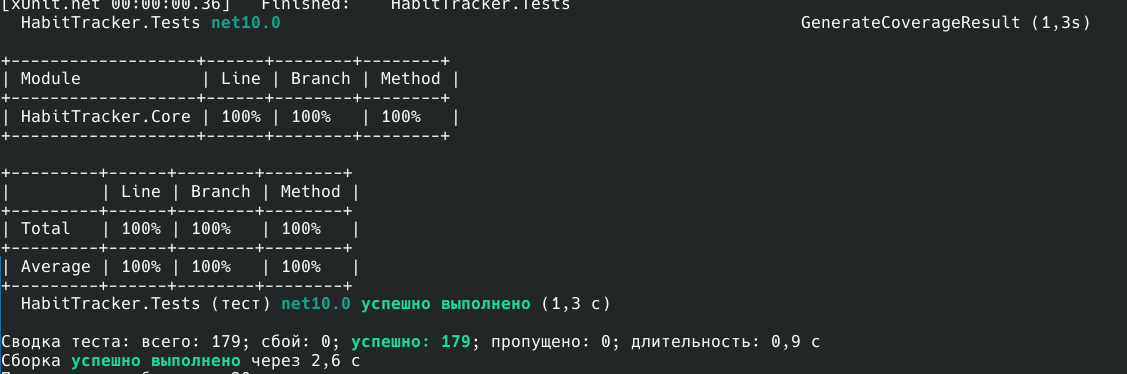 [xUnit.net 00:00:00.36]   Finished:    HabitTracker.Tests
  HabitTracker.Tests net10.0                                                     GenerateCoverageResult (1,3s)

+-------------------+------+--------+--------+
| Module            | Line | Branch | Method |
+-------------------+------+--------+--------+
| HabitTracker.Core | 100% | 100%   | 100%   |
+-------------------+------+--------+--------+

+---------+------+--------+--------+
|         | Line | Branch | Method |
+---------+------+--------+--------+
| Total   | 100% | 100%   | 100%   |
+---------+------+--------+--------+
| Average | 100% | 100%   | 100%   |
+---------+------+--------+--------+
  HabitTracker.Tests (тест) net10.0 успешно выполнено (1,3 с)

Сводка теста: всего: 179; сбой: 0; успешно: 179; пропущено: 0; длительность: 0,9 с
Сборка успешно выполнено через 2,6 с